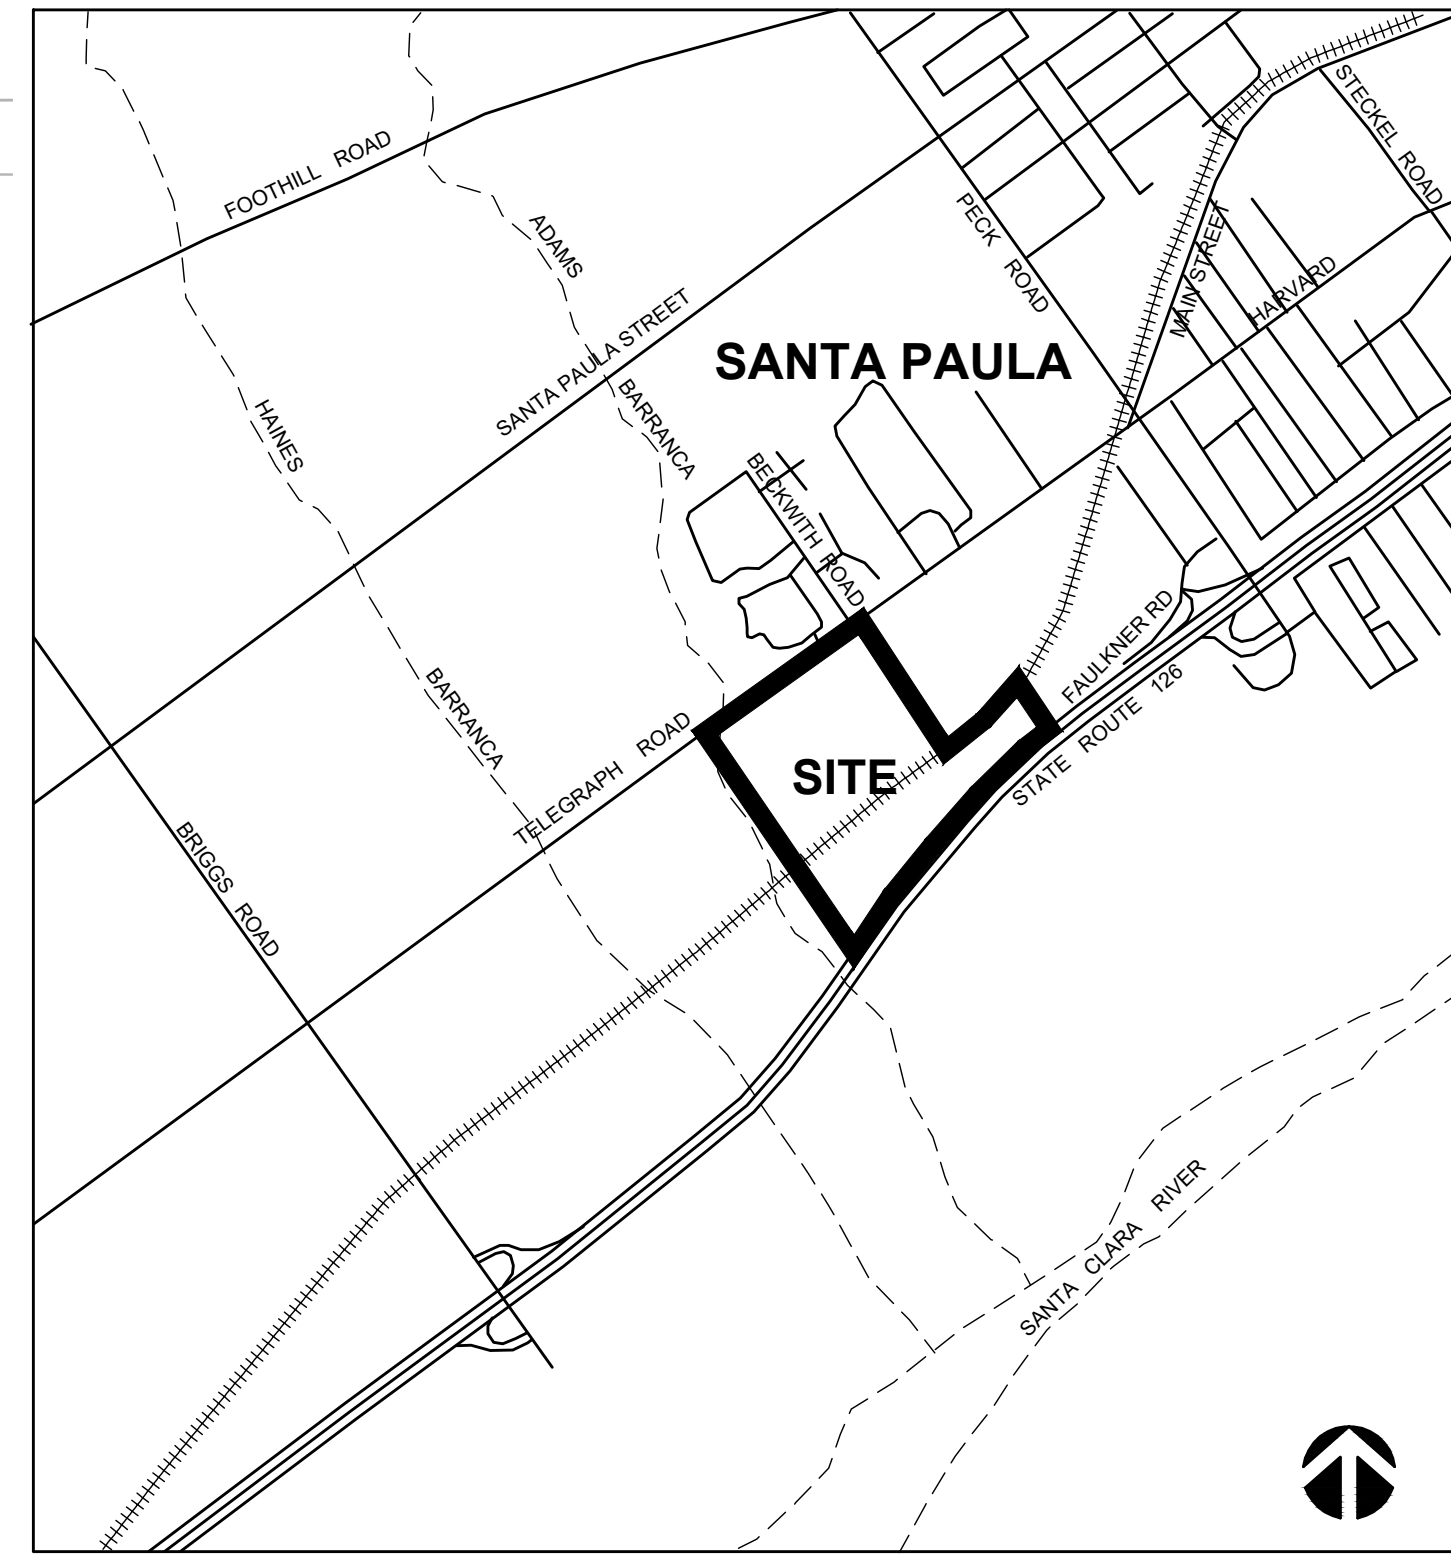 STECKEL ROAD
FOOTHILL ROAD
ADAMS
PECK ROAD
MAIN STREET
HARVARD
SANTA PAULA STREET
SANTA PAULA
BARRANCA
HAINES
BECKWITH ROAD
FAULKNER RD
BARRANCA
STATE ROUTE 126
TELEGRAPH ROAD
SITE
BRIGGS ROAD
SANTA CLARA RIVER